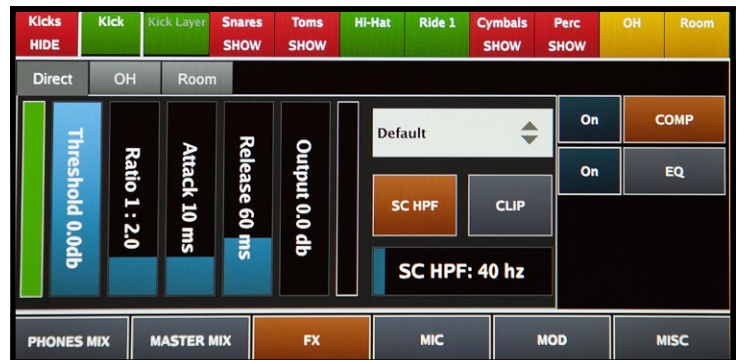 Kicks Kick Kick Layer Snares Toms Hi-Hat Ride 1 Cymbals Perc OH Room
HIDE SHOW SHOW SHOW SHOW
Direct OH Room
Threshold 0.0db
Ratio 1 : 2.0
Attack 10 ms
Release 60 ms
Output 0.0 db
Default
SC HPF CLIP
SC HPF: 40 hz
On COMP
On EQ
PHONES MIX MASTER MIX FX MIC MOD MISC